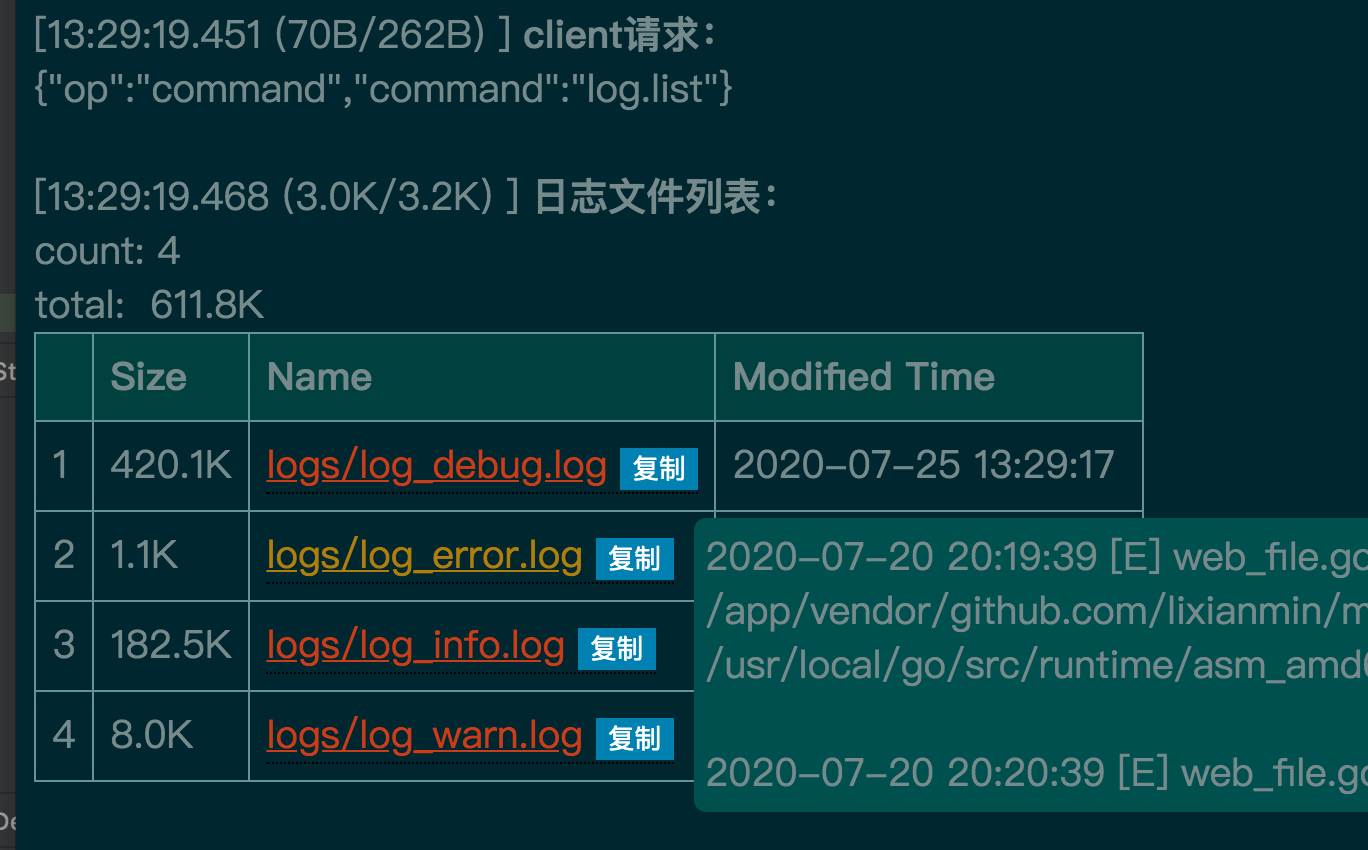 [13:29:19.451 (70B/262B) ] client请求：
{"op":"command","command":"log.list"}
[13:29:19.468 (3.0K/3.2K) ] 日志文件列表：
count: 4
total: 611.8K
Size Name Modified Time
1 420.1K logs/log_debug.log 复制 2020-07-25 13:29:17
2 1.1K logs/log_error.log 复制
3 182.5K logs/log_info.log 复制
4 8.0K logs/log_warn.log 复制
2020-07-20 20:19:39 [E] web_file.go
/app/vendor/github.com/lixianmin/m
/usr/local/go/src/runtime/asm_amd
2020-07-20 20:20:39 [E] web_file.go
St
De